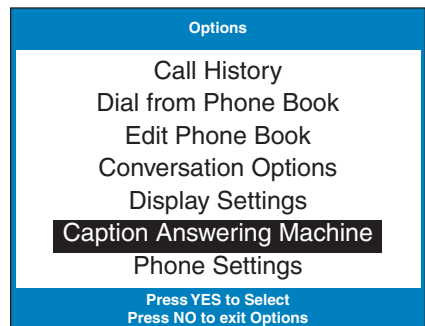 Options
Call History
Dial from Phone Book
Edit Phone Book
Conversation Options
Display Settings
Caption Answering Machine
Phone Settings
Press YES to Select
Press NO to exit Options